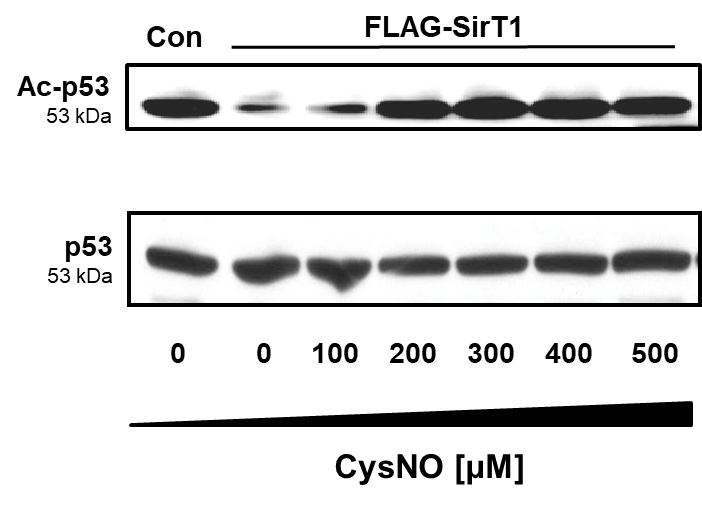 Con
FLAG-SirT1
Ac-p53
53 kDa
p53
53 kDa
0 0 100 200 300 400 500
CysNO [µM]